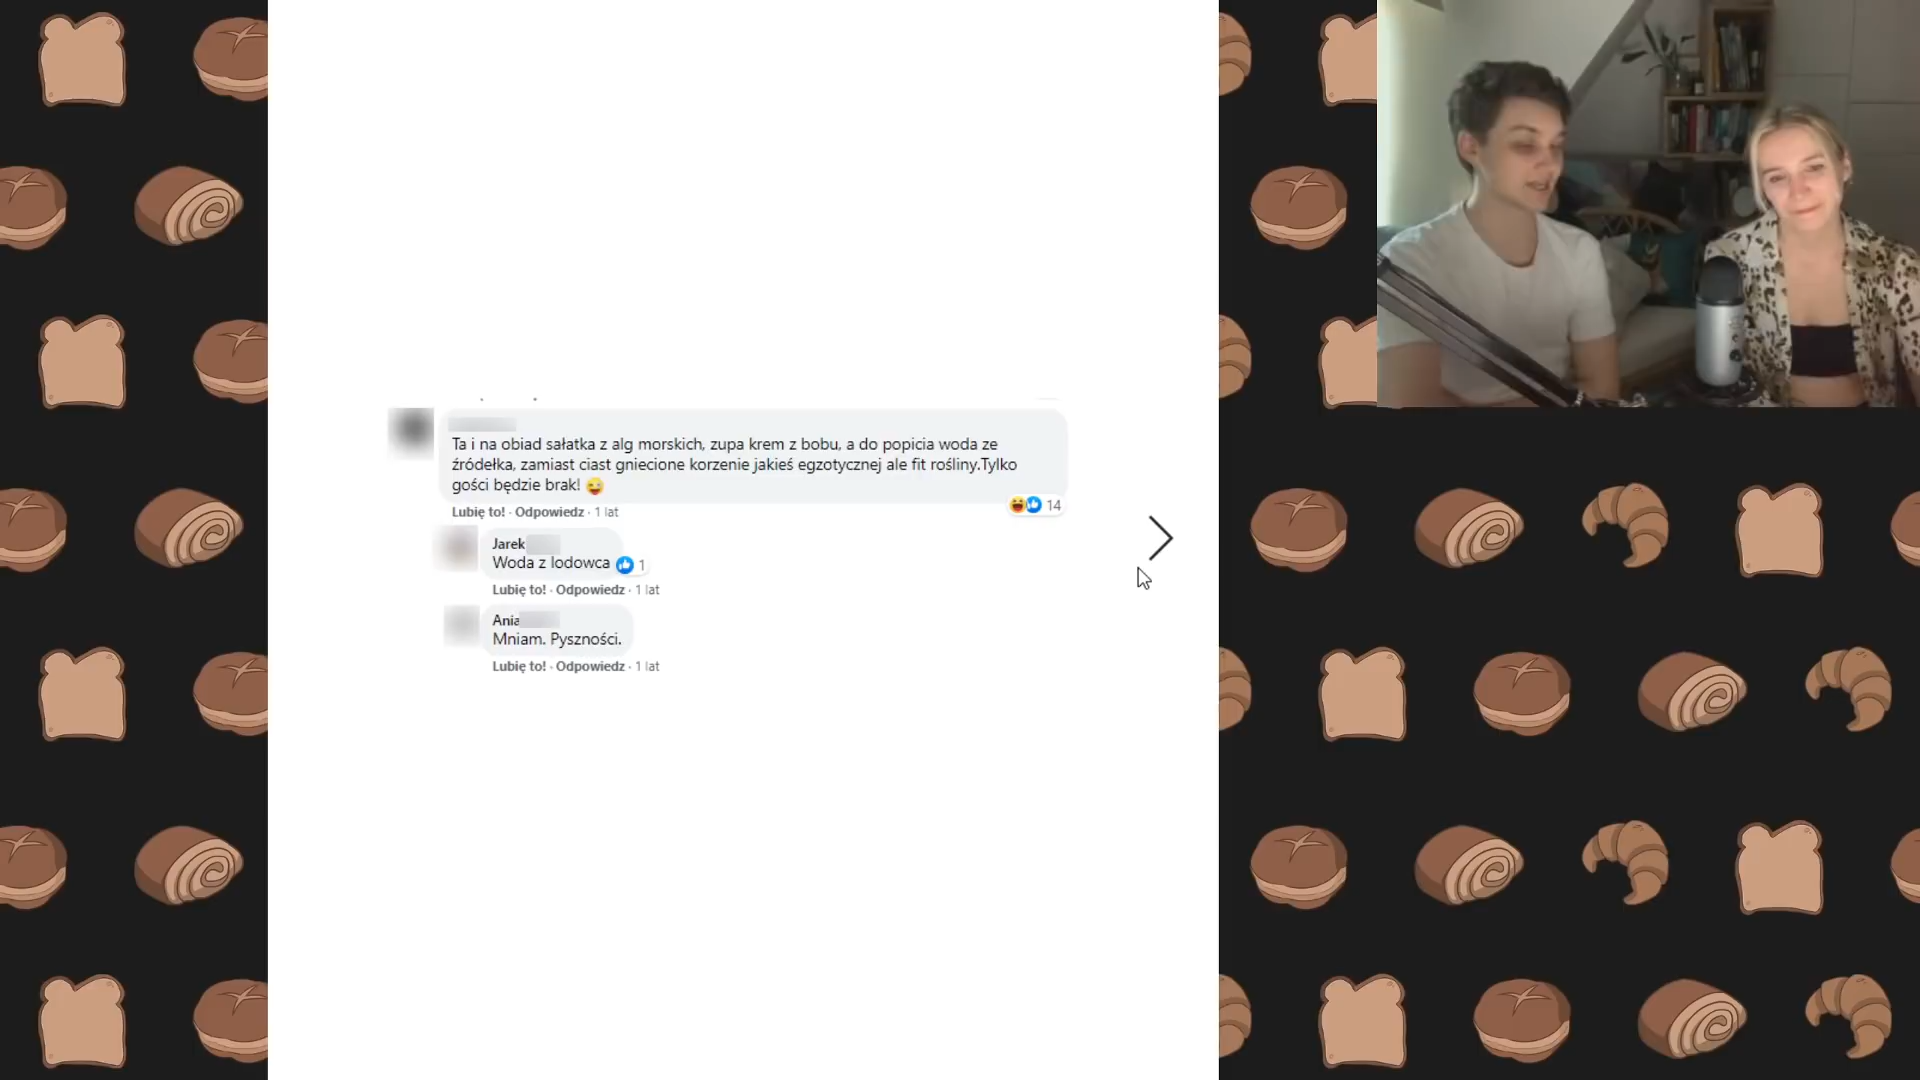 Ta i na obiad sałatka z alg morskich, zupa krem z bobu, a do popicia woda ze
źródełka, zamiast ciast gniecione korzenie jakieś egzotycznej ale fit rośliny.Tylko
gości będzie brak!
14
Lubię to! · Odpowiedz · 1 lat
Jarek
Woda z lodowca
1
Lubię to! · Odpowiedz · 1 lat
Ania
Mniam. Pyszności.
Lubię to! · Odpowiedz · 1 lat